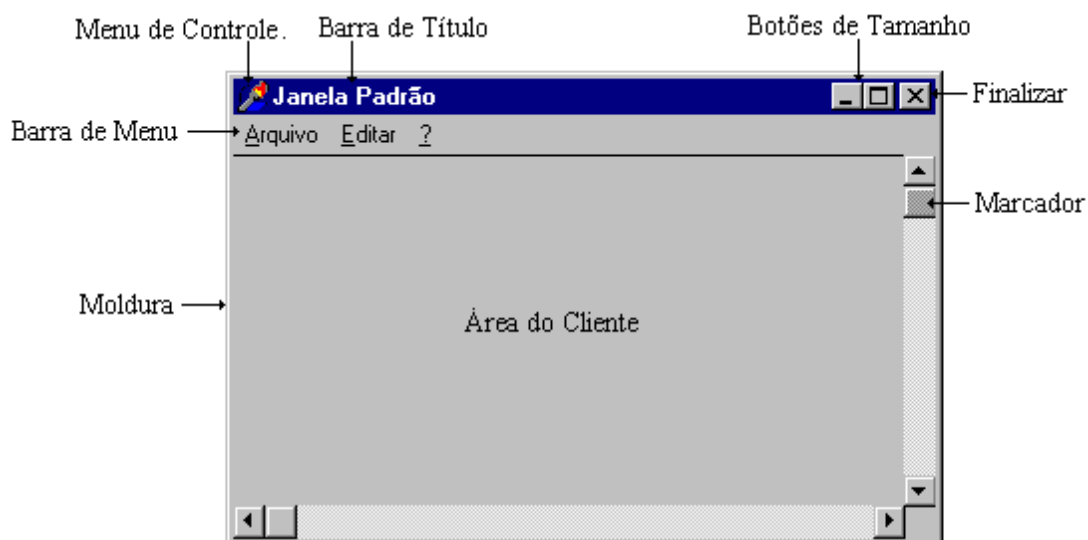 Menu de Controle.
Barra de Título
Botões de Tamanho
Janela Padrão
Finalizar
Barra de Menu
Arquivo Editar ?
Marcador
Moldura
Área do Cliente